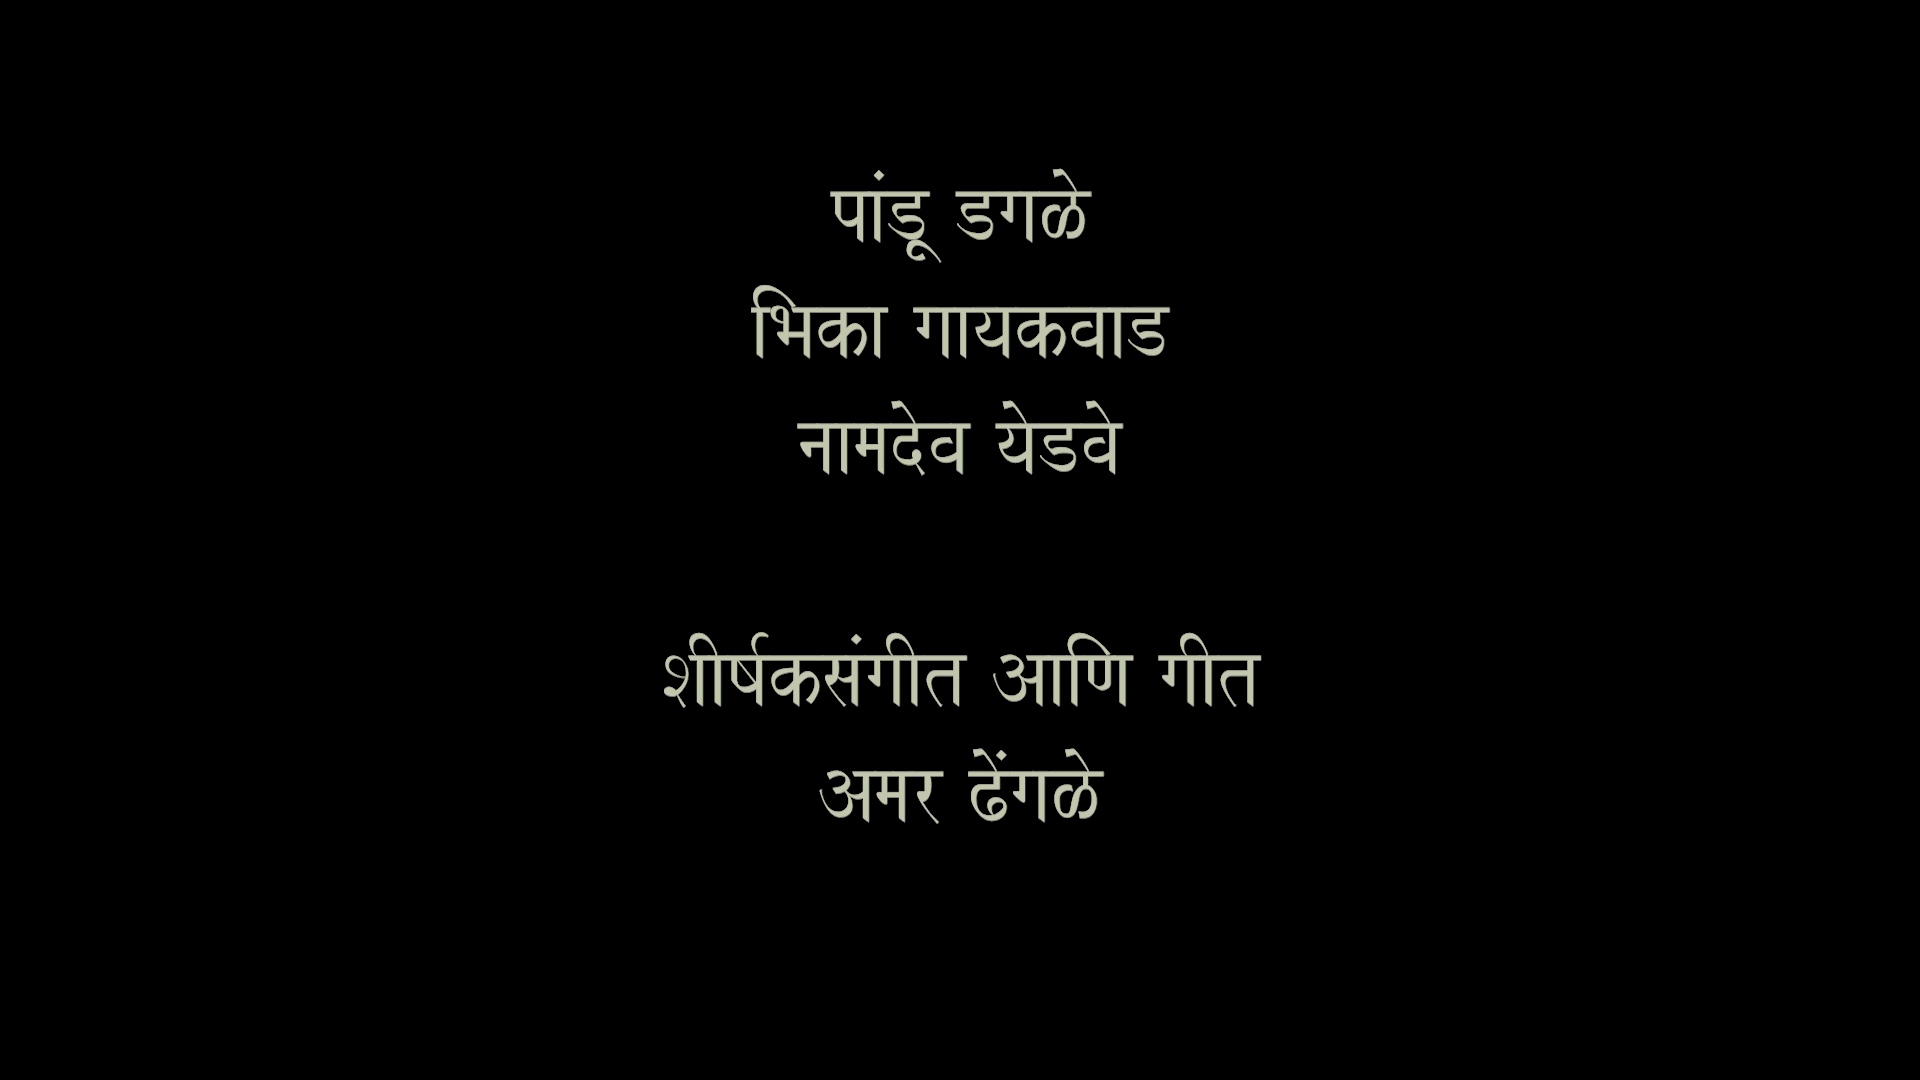 पांडू डगळे
भिका गायकवाड
नामदेव येडवे
शीर्षकसंगीत आणि गीत
अमर ढेंगळे